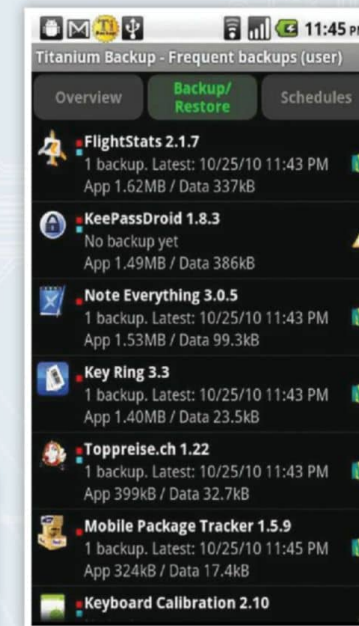 Ti
11:45 PM
Titanium Backup - Frequent backups (user)
Overview
Backup/
Restore
Schedules
FlightStats 2.1.7
1 backup. Latest: 10/25/10 11:43 PM
App 1.62MB / Data 337kB
KeePassDroid 1.8.3
No backup yet
App 1.49MB / Data 386kB
Note Everything 3.0.5
1 backup. Latest: 10/25/10 11:43 PM
App 1.53MB / Data 99.3kB
Key Ring 3.3
1 backup. Latest: 10/25/10 11:43 PM
App 1.40MB / Data 23.5kB
Toppreise.ch 1.22
1 backup. Latest: 10/25/10 11:43 PM
App 399kB / Data 32.7kB
Mobile Package Tracker 1.5.9
1 backup. Latest: 10/25/10 11:45 PM
App 324kB / Data 17.4kB
Keyboard Calibration 2.10